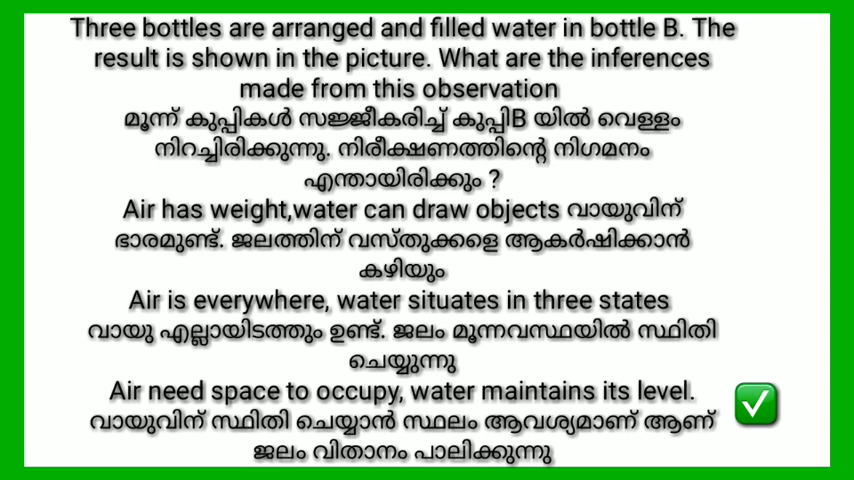 Three bottles are arranged and filled water in bottle B. The
result is shown in the picture. What are the inferences
made from this observation
മൂന്ന് കുപ്പികൾ സജ്ജീകരിച്ച് കുപ്പിB യിൽ വെള്ളം
നിറച്ചിരിക്കുന്നു. നിരീക്ഷണത്തിന്റെ നിഗമനം
എന്തായിരിക്കും ?
Air has weight,water can draw objects വായുവിന്
ഭാരമുണ്ട്. ജലത്തിന് വസ്തുക്കളെ ആകർഷിക്കാൻ
കഴിയും
Air is everywhere, water situates in three states
വായു എല്ലായിടത്തും ഉണ്ട്. ജലം മൂന്നവസ്ഥയിൽ സ്ഥിതി
ചെയ്യുന്നു
Air need space to occupy, water maintains its level.
വായുവിന് സ്ഥിതി ചെയ്യാൻ സ്ഥലം ആവശ്യമാണ് ആണ്
ജലം വിതാനം പാലിക്കുന്നു